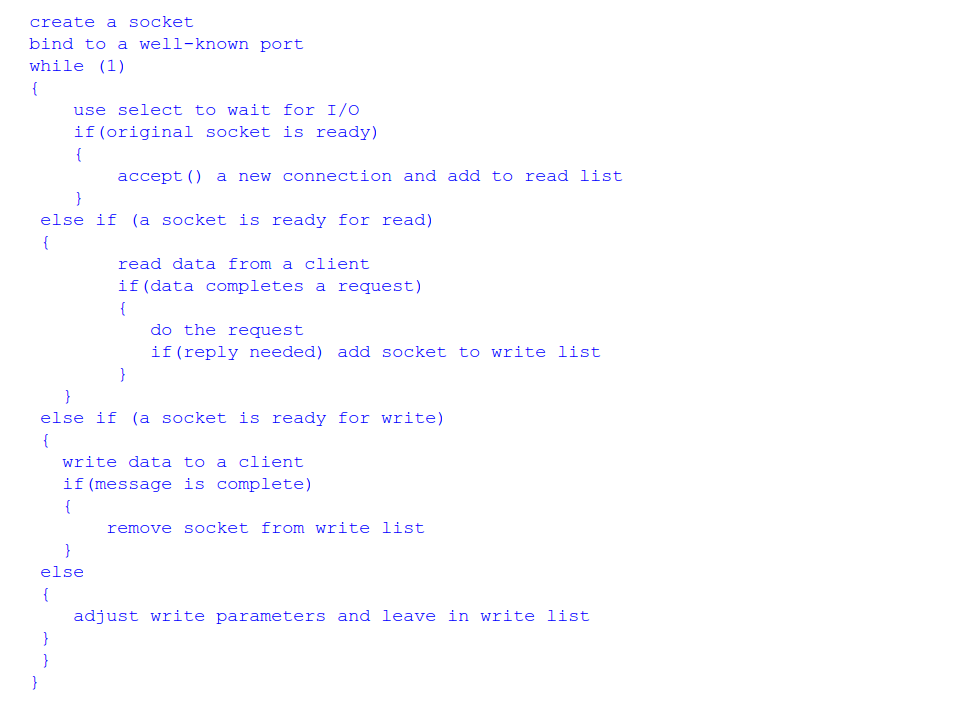 create a socket
bind to a well-known port
while (1)
{
    use select to wait for I/O
    if(original socket is ready)
    {
        accept() a new connection and add to read list
    }
 else if (a socket is ready for read)
 {
        read data from a client
        if(data completes a request)
        {
           do the request
           if(reply needed) add socket to write list
        }
   }
 else if (a socket is ready for write)
 {
   write data to a client
   if(message is complete)
   {
       remove socket from write list
   }
 else
 {
    adjust write parameters and leave in write list
 }
 }
}